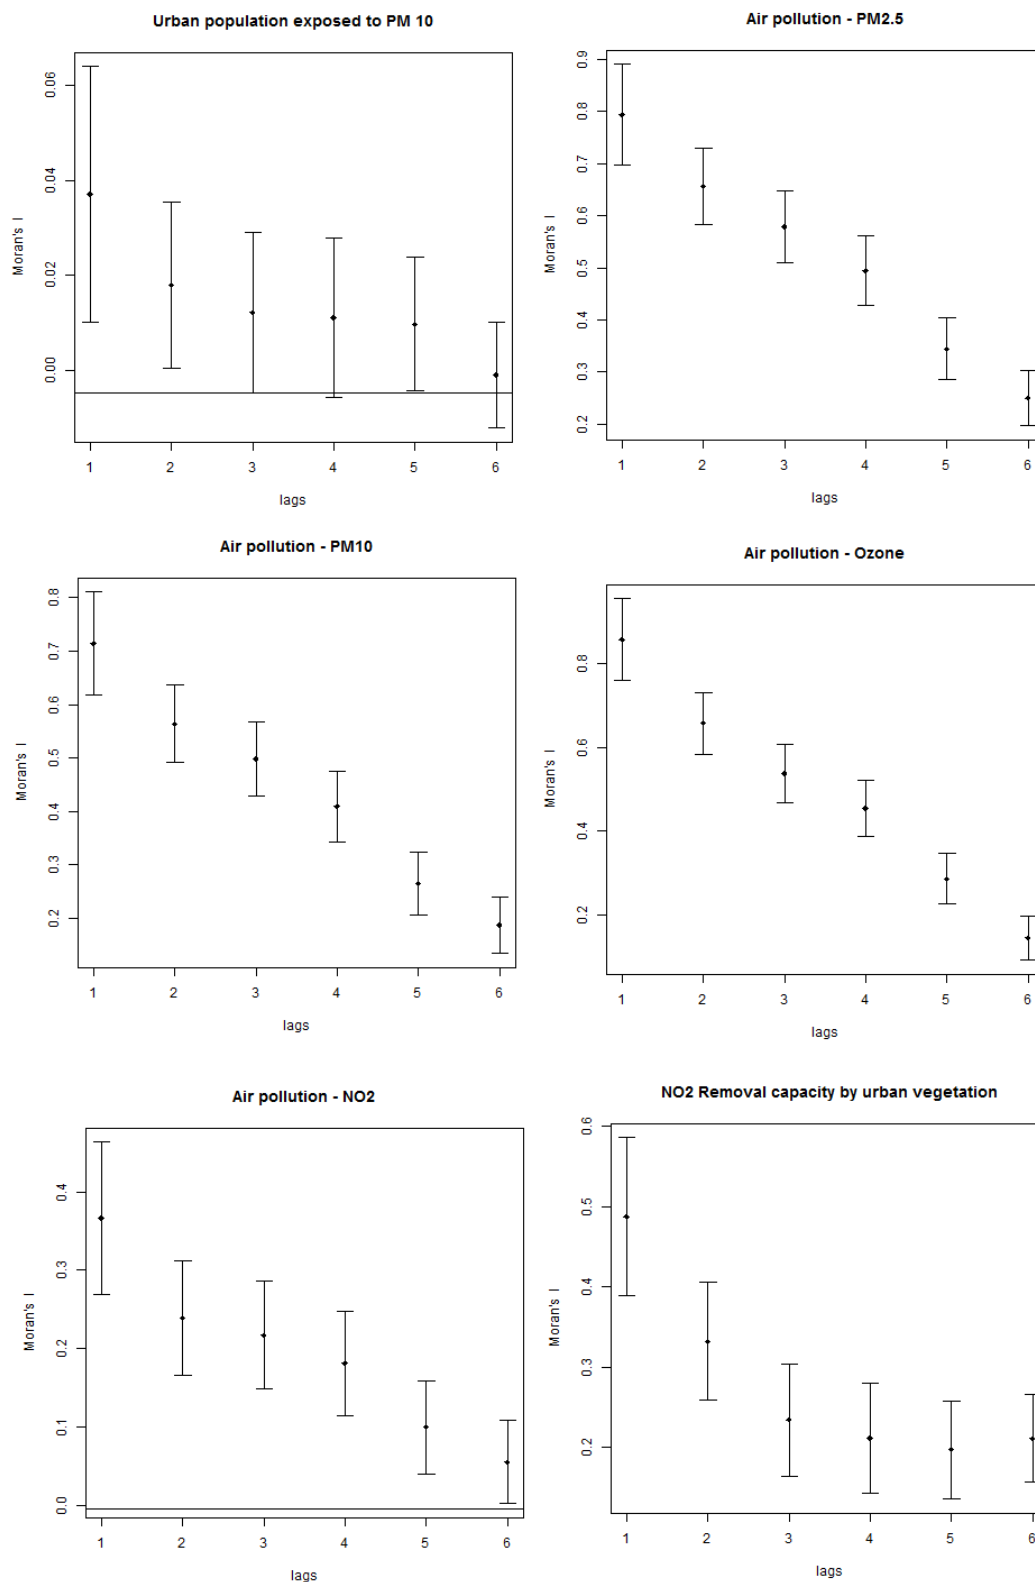 Urban population exposed to PM 10
Moran's I
0.06
0.04
0.02
0.00
1 2 3 4 5 6
lags
Air pollution - PM2.5
Moran's I
0.9
0.8
0.7
0.6
0.5
0.4
0.3
0.2
1 2 3 4 5 6
lags
Air pollution - PM10
Moran's I
0.8
0.7
0.6
0.5
0.4
0.3
0.2
1 2 3 4 5 6
lags
Air pollution - Ozone
Moran's I
0.8
0.6
0.4
0.2
1 2 3 4 5 6
lags
Air pollution - NO2
Moran's I
0.4
0.3
0.2
0.1
0.0
1 2 3 4 5 6
lags
NO2 Removal capacity by urban vegetation
Moran's I
0.6
0.5
0.4
0.3
0.2
1 2 3 4 5 6
lags